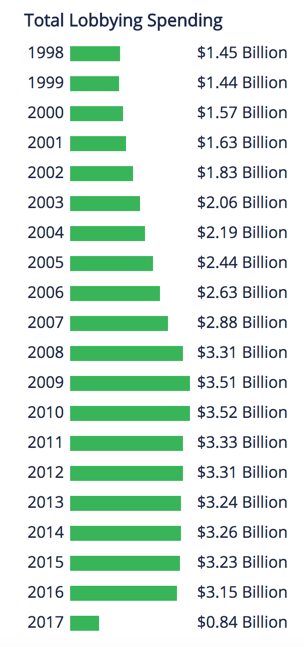 Total Lobbying Spending
1998 $1.45 Billion
1999 $1.44 Billion
2000 $1.57 Billion
2001 $1.63 Billion
2002 $1.83 Billion
2003 $2.06 Billion
2004 $2.19 Billion
2005 $2.44 Billion
2006 $2.63 Billion
2007 $2.88 Billion
2008 $3.31 Billion
2009 $3.51 Billion
2010 $3.52 Billion
2011 $3.33 Billion
2012 $3.31 Billion
2013 $3.24 Billion
2014 $3.26 Billion
2015 $3.23 Billion
2016 $3.15 Billion
2017 $0.84 Billion